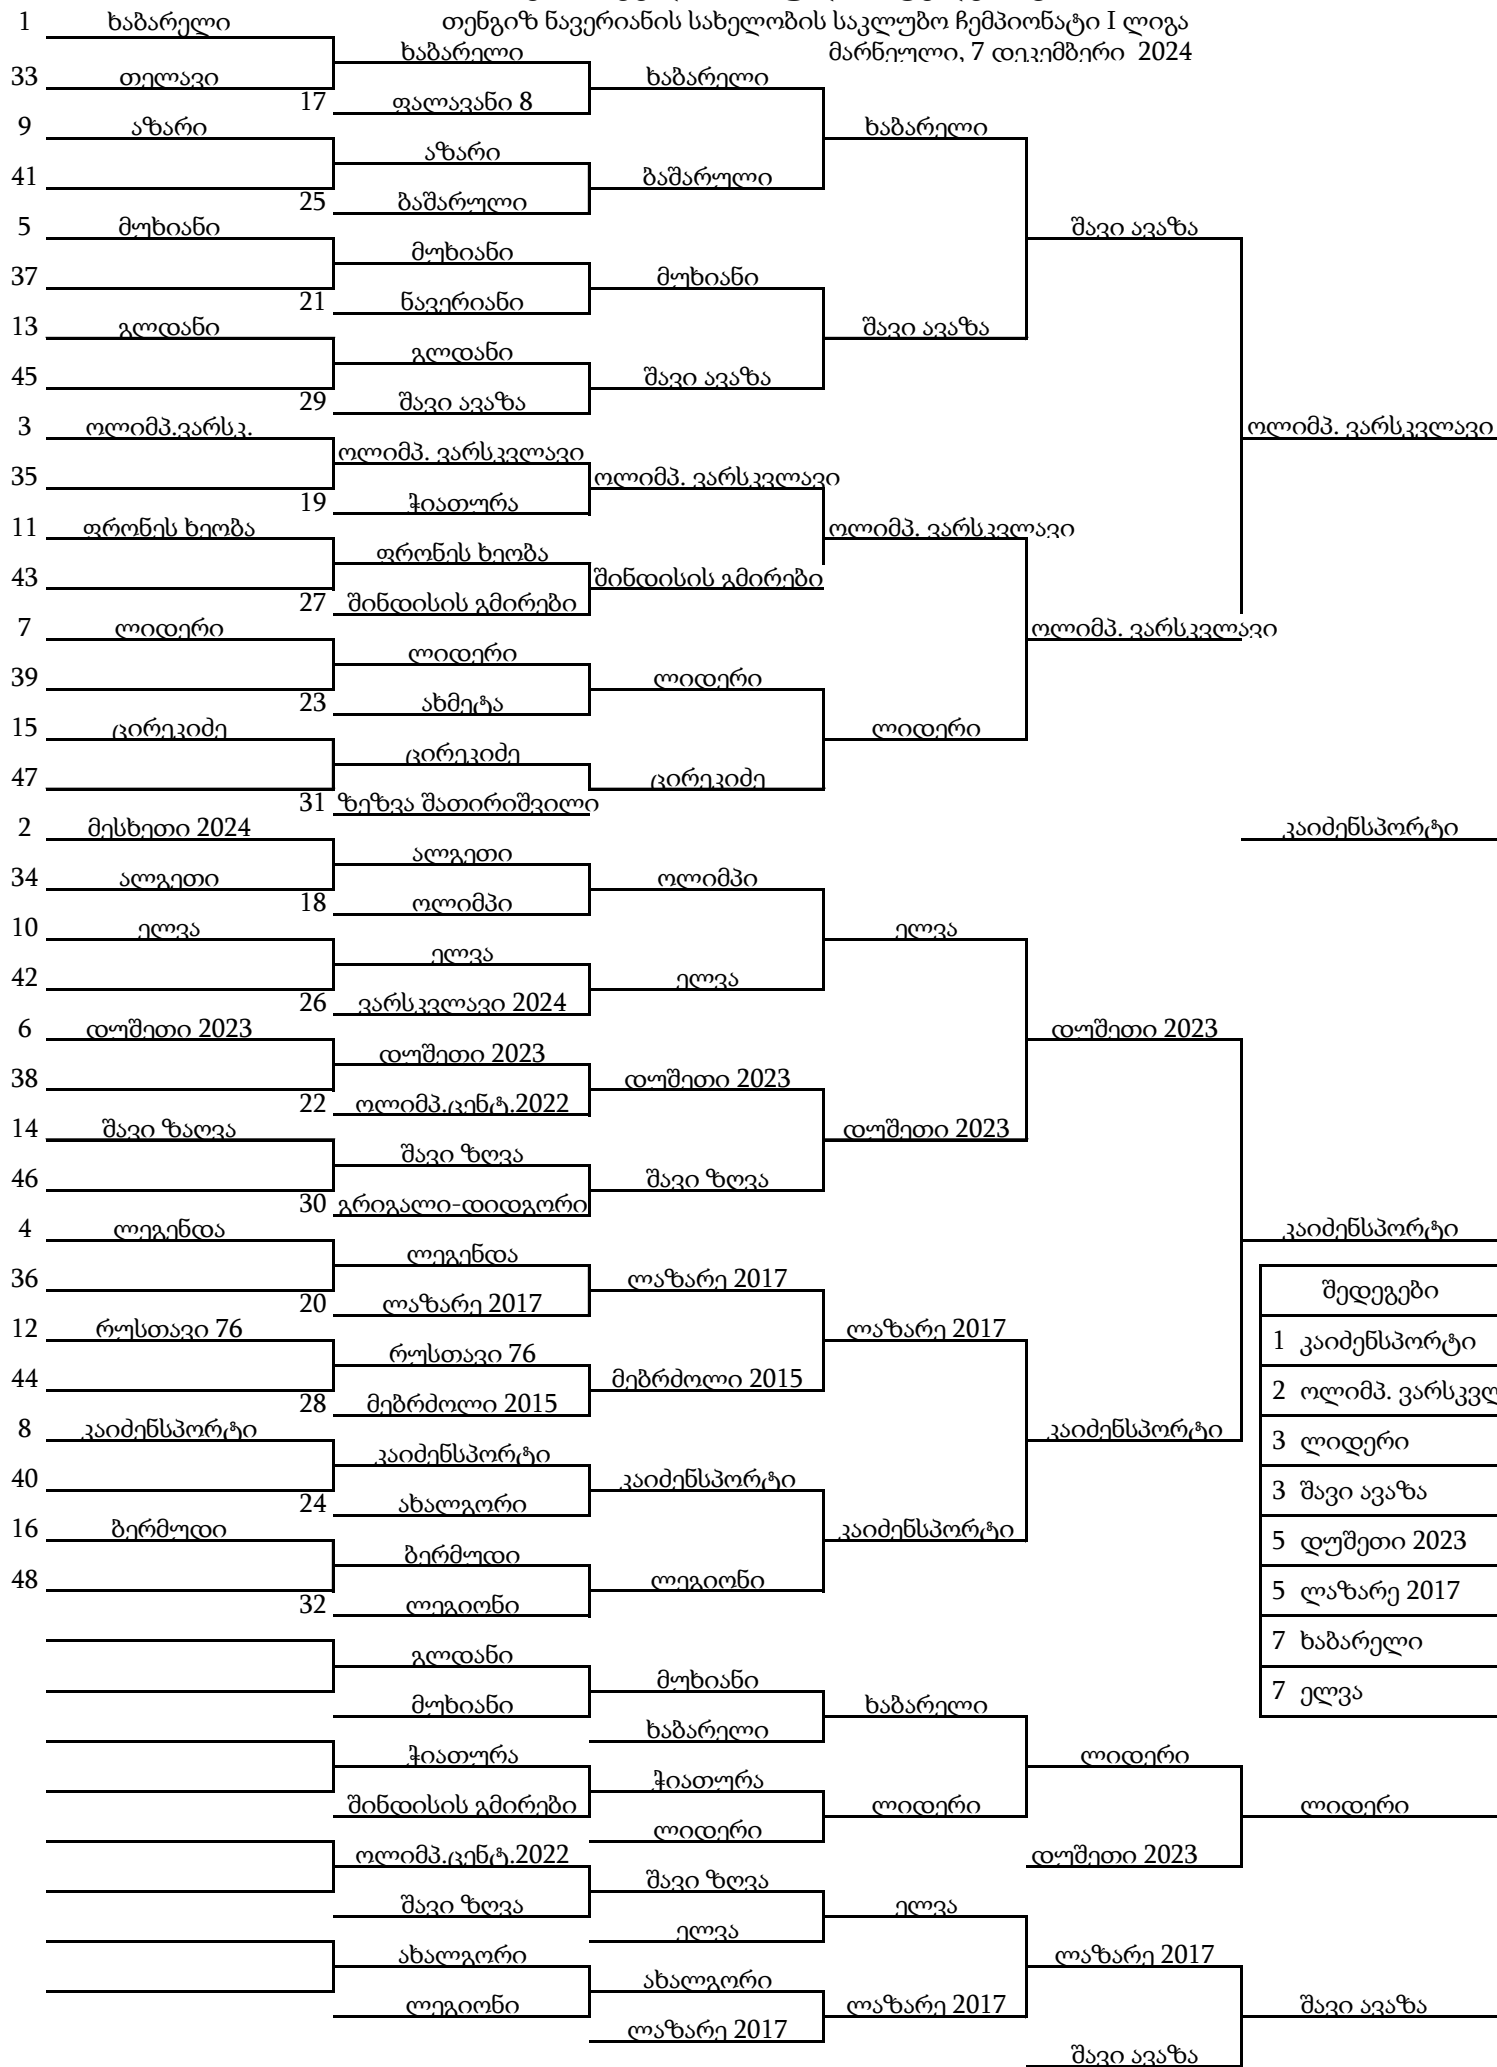 1 ხაბარელი
თენგიზ ნავერიანის სახელობის საკლუბო ჩემპიონატი I ლიგა
ხაბარელი
მარნეული, 7 დეკემბერი 2024
33 თელავი
ხაბარელი
17 ფალავანი 8
9 აზარი
ხაბარელი
აზარი
41
ბაშარული
25 ბაშარული
5 მუხიანი
შავი ავაზა
მუხიანი
37
მუხიანი
21 ნავერიანი
13 გლდანი
შავი ავაზა
გლდანი
45
შავი ავაზა
29 შავი ავაზა
3 ოლიმპ.ვარსკ.
ოლიმპ. ვარსკვლავი
ოლიმპ. ვარსკვლავი
35
ოლიმპ. ვარსკვლავი
19 ჭიათურა
11 ფრონეს ხეობა
ოლიმპ. ვარსკვლავი
ფრონეს ხეობა
43
შინდისის გმირები
27 შინდისის გმირები
7 ლიდერი
ოლიმპ. ვარსკვლავი
ლიდერი
39
ლიდერი
23 ახმეტა
15 ცირეკიძე
ლიდერი
ცირეკიძე
47
ცირეკიძე
31 ზეზვა შათირიშვილი
2 მესხეთი 2024
კაიძენსპორტი
ალგეთი
34 ალგეთი
ოლიმპი
18 ოლიმპი
10 ელვა
ელვა
ელვა
42
ელვა
26 ვარსკვლავი 2024
6 დუშეთი 2023
დუშეთი 2023
დუშეთი 2023
38
დუშეთი 2023
22 ოლიმპ.ცენტ.2022
14 შავი ზაღვა
დუშეთი 2023
შავი ზღვა
46
შავი ზღვა
30 გრიგალი-დიდგორი
4 ლეგენდა
კაიძენსპორტი
ლეგენდა
36
ლაზარე 2017
შედეგები
20 ლაზარე 2017
12 რუსთავი 76
ლაზარე 2017
1 კაიძენსპორტი
რუსთავი 76
44
მებრძოლი 2015
2 ოლიმპ. ვარსკვლ
28 მებრძოლი 2015
8 კაიძენსპორტი
კაიძენსპორტი
3 ლიდერი
კაიძენსპორტი
40
კაიძენსპორტი
3 შავი ავაზა
24 ახალგორი
16 ბერმუდი
კაიძენსპორტი
5 დუშეთი 2023
ბერმუდი
48
ლეგიონი
5 ლაზარე 2017
32 ლეგიონი
7 ხაბარელი
გლდანი
მუხიანი
7 ელვა
მუხიანი
ხაბარელი
ხაბარელი
ჭიათურა
ლიდერი
ჭიათურა
შინდისის გმირები
ლიდერი
ლიდერი
ლიდერი
ოლიმპ.ცენტ.2022
დუშეთი 2023
შავი ზღვა
შავი ზღვა
ელვა
ელვა
ახალგორი
ლაზარე 2017
ახალგორი
ლეგიონი
ლაზარე 2017
შავი ავაზა
ლაზარე 2017
შავი ავაზა